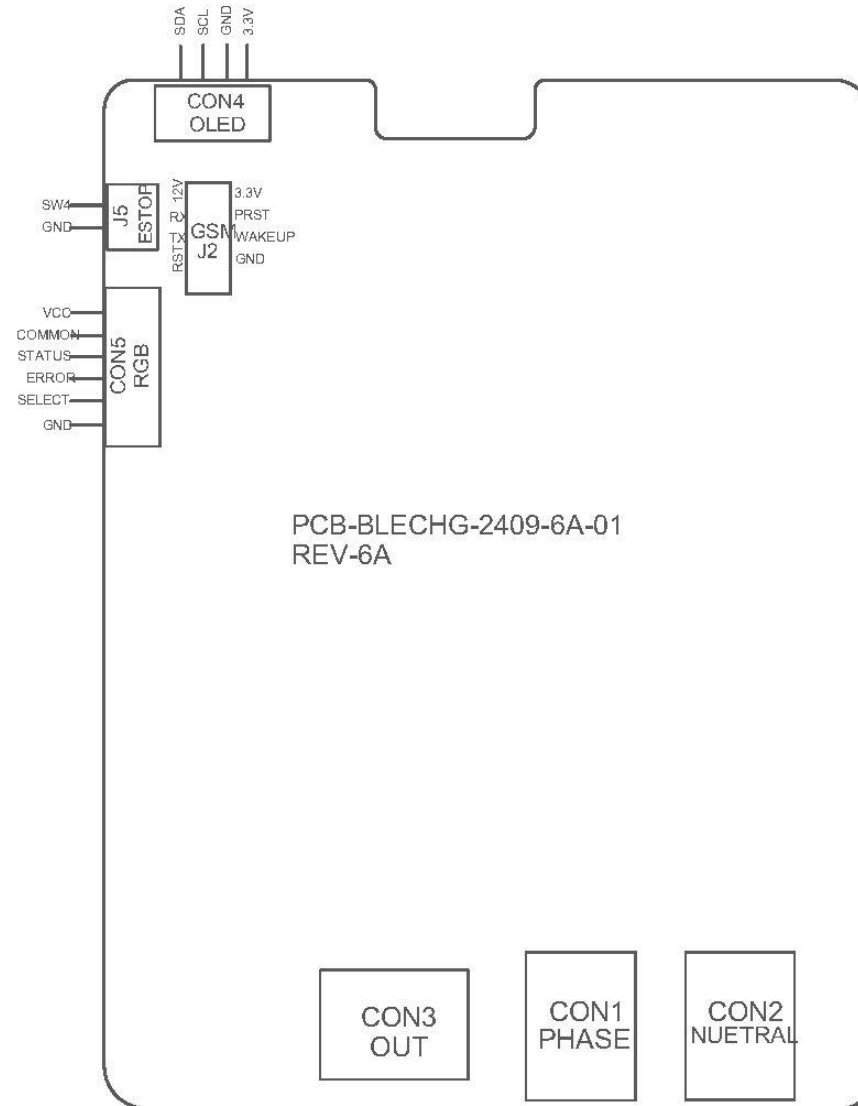 SDA
SCL
GND
3.3V
CON4
OLED
SW4
GND
J5
ESTOP
12V
RX
TX
RST
GSM
J2
3.3V
PRST
WAKEUP
GND
VCC
COMMON
STATUS
ERROR
SELECT
GND
CON5
RGB
PCB-BLECHG-2409-6A-01
REV-6A
CON3
OUT
CON1
PHASE
CON2
NUETRAL